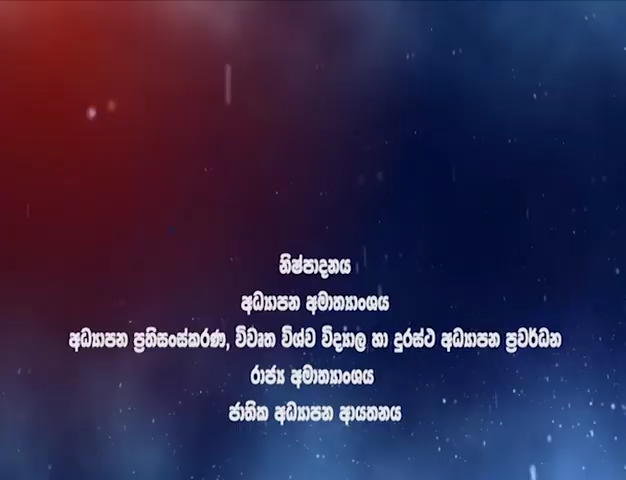 නිෂ්පාදනය
අධ්‍යාපන අමාත්‍යාංශය
අධ්‍යාපන ප්‍රතිසංස්කරණ, විවෘත විශ්ව විද්‍යාල හා දුරස්ථ අධ්‍යාපන ප්‍රවර්ධන
රාජ්‍ය අමාත්‍යාංශය
ජාතික අධ්‍යාපන ආයතනය